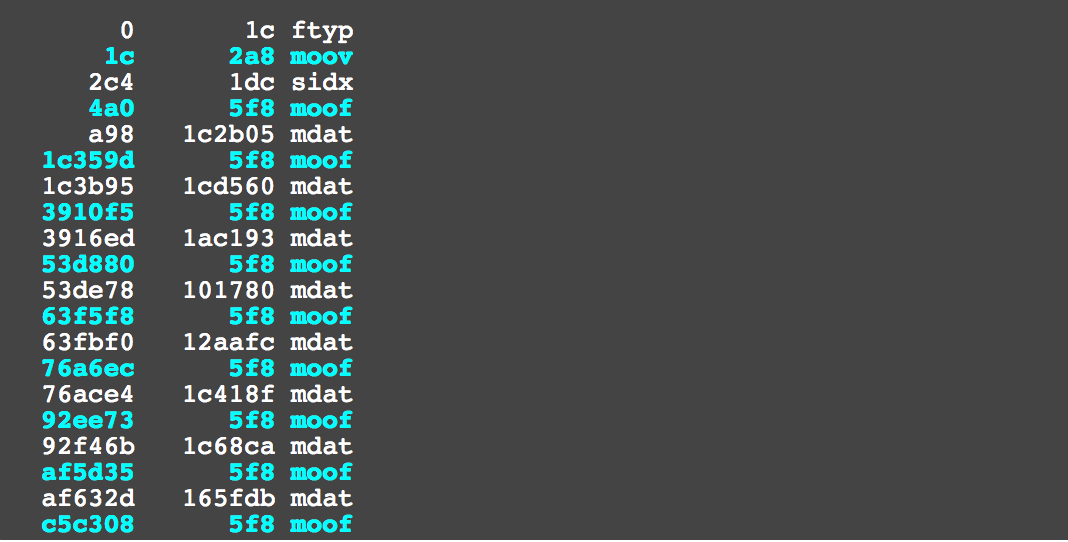 0 1c ftyp
1c 2a8 moov
2c4 1dc sidx
4a0 5f8 moof
a98 1c2b05 mdat
1c359d 5f8 moof
1c3b95 1cd560 mdat
3910f5 5f8 moof
3916ed 1ac193 mdat
53d880 5f8 moof
53de78 101780 mdat
63f5f8 5f8 moof
63fbf0 12aafc mdat
76a6ec 5f8 moof
76ace4 1c418f mdat
92ee73 5f8 moof
92f46b 1c68ca mdat
af5d35 5f8 moof
af632d 165fdb mdat
c5c308 5f8 moof